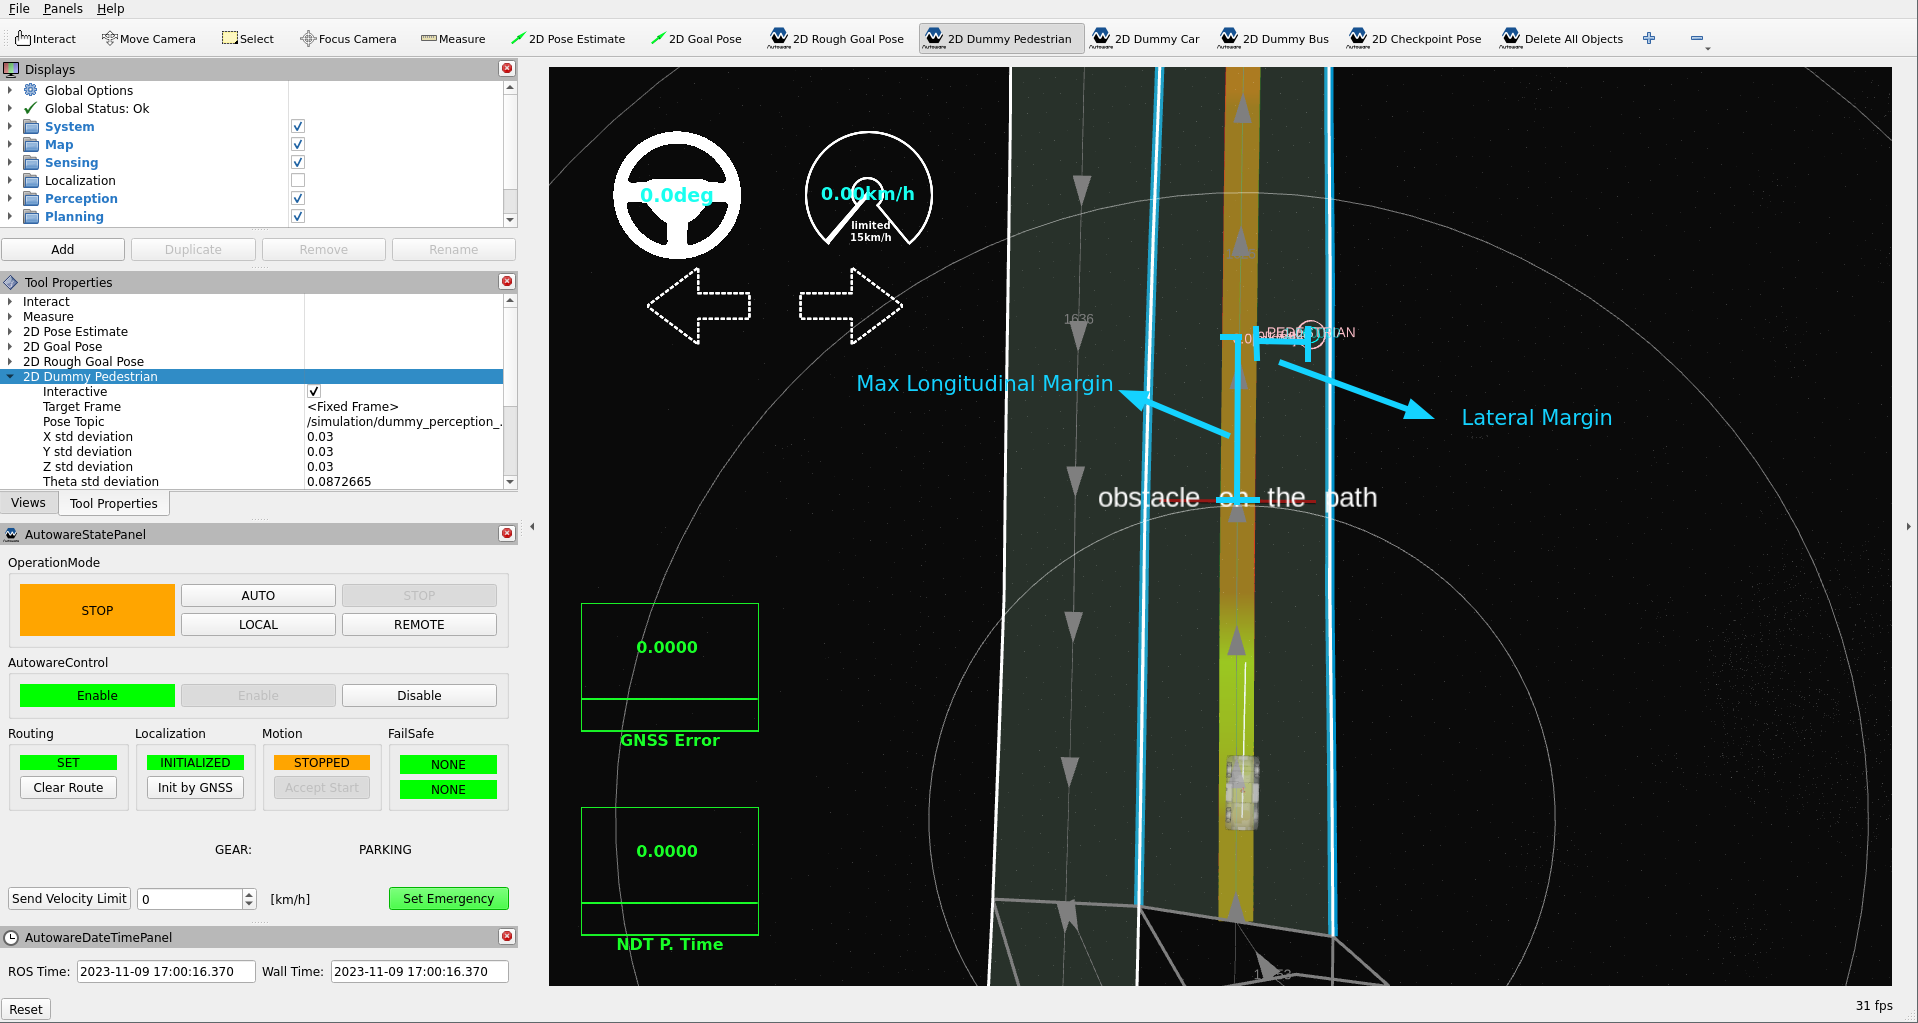 File Panels Help
Interact Move Camera Select Focus Camera Measure 2D Pose Estimate 2D Goal Pose 2D Rough Goal Pose 2D Dummy Pedestrian 2D Dummy Car 2D Dummy Bus 2D Checkpoint Pose Delete All Objects
Displays
Global Options
Global Status: Ok
System
Map
Sensing
Localization
Perception
Planning
Add Duplicate Remove Rename
Tool Properties
Interact
Measure
2D Pose Estimate
2D Goal Pose
2D Rough Goal Pose
2D Dummy Pedestrian
Interactive
Target Frame <Fixed Frame>
Pose Topic /simulation/dummy_perception_...
X std deviation 0.03
Y std deviation 0.03
Z std deviation 0.03
Theta std deviation 0.0872665
Views Tool Properties
AutowareStatePanel
OperationMode
STOP AUTO STOP
LOCAL REMOTE
AutowareControl
Enable Enable Disable
Routing Localization Motion FailSafe
SET INITIALIZED STOPPED NONE
Clear Route Init by GNSS Accept Start NONE
GEAR: PARKING
Send Velocity Limit 0 [km/h] Set Emergency
AutowareDateTimePanel
ROS Time: 2023-11-09 17:00:16.370 Wall Time: 2023-11-09 17:00:16.370
Reset
0.0deg
0.00km/h
limited
15km/h
1636
PEDESTRIAN
Max Longitudinal Margin
Lateral Margin
obstacle on the path
0.0000
GNSS Error
0.0000
NDT P. Time
31 fps